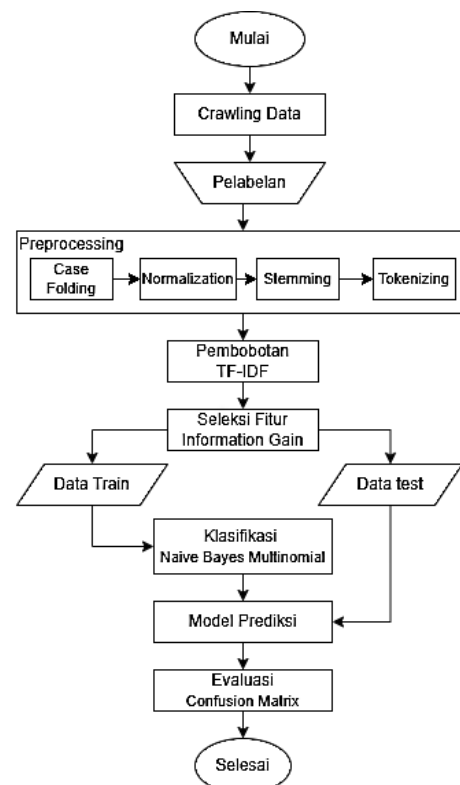 Mulai
Crawling Data
Pelabelan
Preprocessing
Case
Folding
Normalization
Stemming
Tokenizing
Pembobotan
TF-IDF
Seleksi Fitur
Information Gain
Data Train
Data test
Klasifikasi
Naive Bayes Multinomial
Model Prediksi
Evaluasi
Confusion Matrix
Selesai